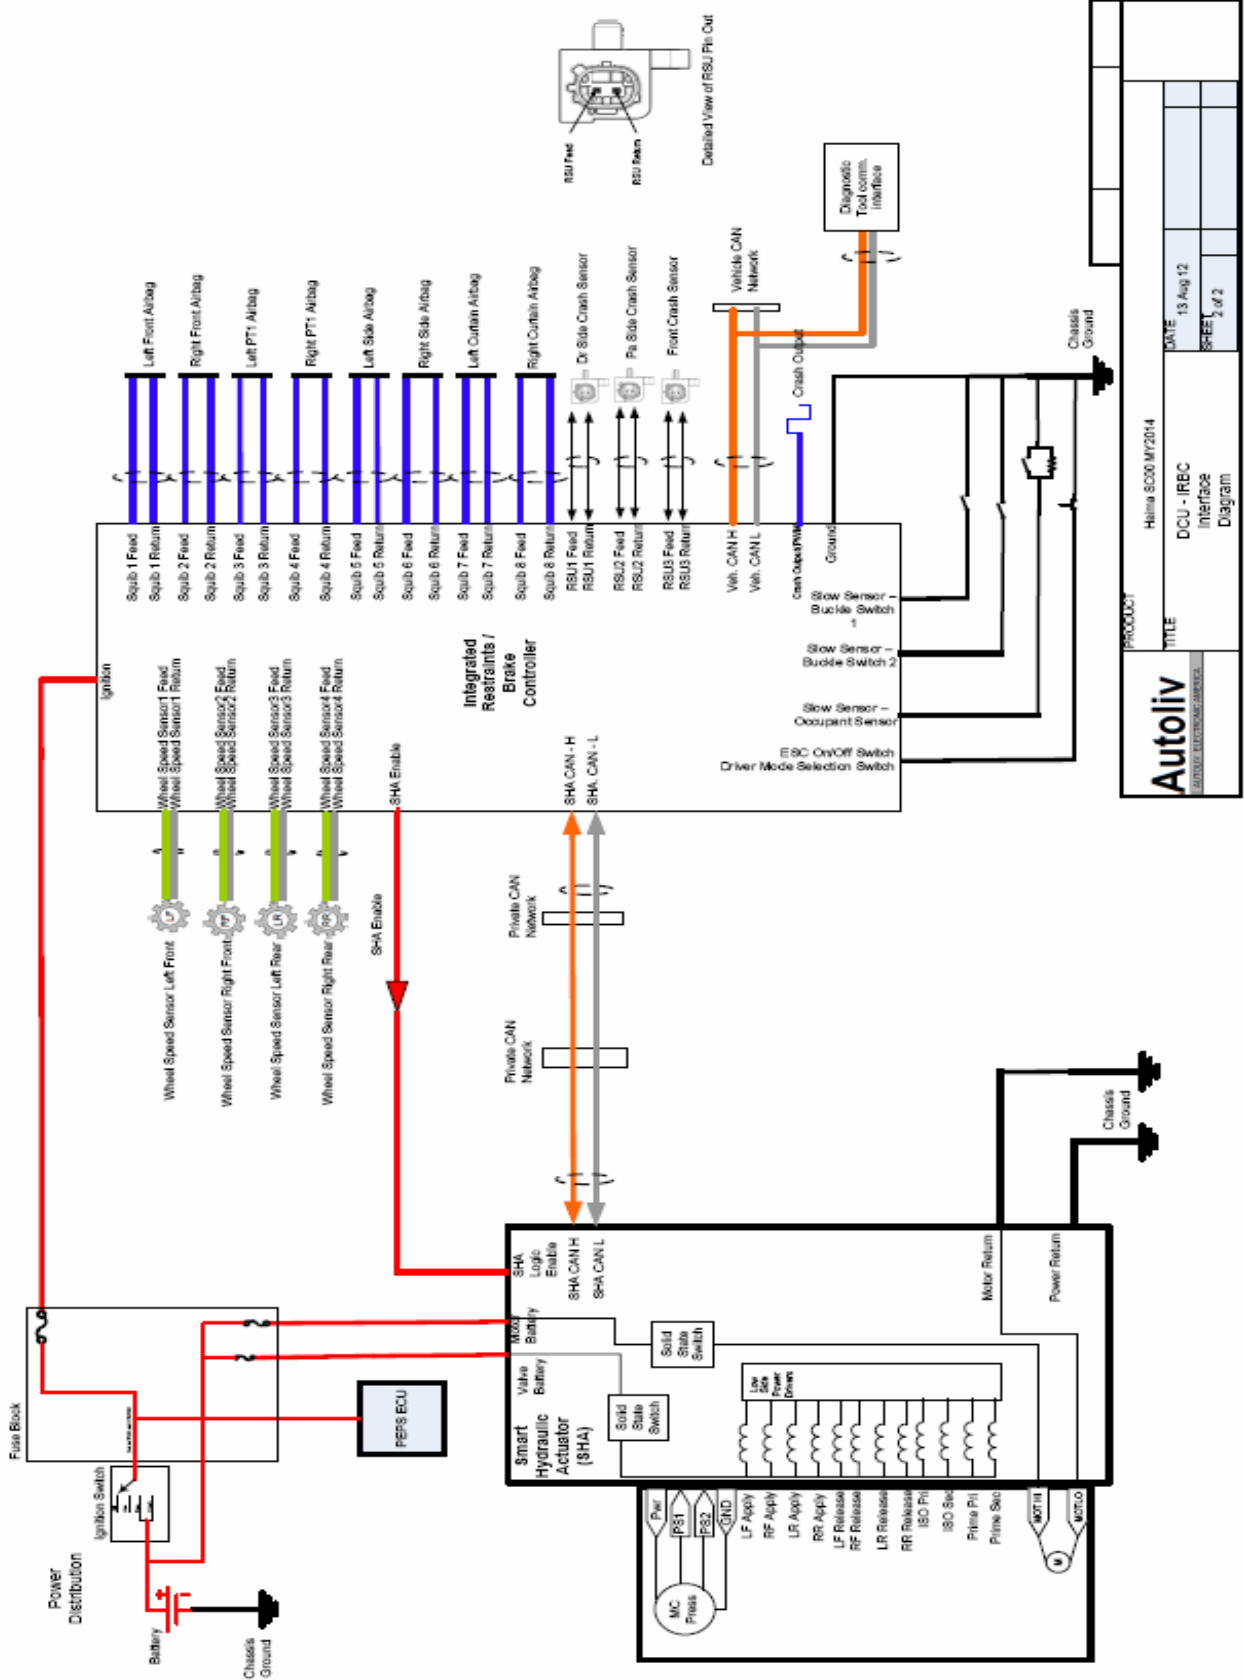 Detailed View of RSU Pin Out
RSU Feed
RSU Return
Left Front Airbag
Right Front Airbag
Left PT1 Airbag
Right PT1 Airbag
Left Side Airbag
Right Side Airbag
Left Curtain Airbag
Right Curtain Airbag
Dr Side Crash Sensor
Pa Side Crash Sensor
Front Crash Sensor
Vehicle CAN
Network
Crash Output
Diagnostic
Tool comm.
interface
Chassis
Ground
Squib 1 Feed
Squib 1 Return
Squib 2 Feed
Squib 2 Return
Squib 3 Feed
Squib 3 Return
Squib 4 Feed
Squib 4 Return
Squib 5 Feed
Squib 5 Return
Squib 6 Feed
Squib 6 Return
Squib 7 Feed
Squib 7 Return
Squib 8 Feed
Squib 8 Return
RSU1 Feed
RSU1 Return
RSU2 Feed
RSU2 Return
RSU3 Feed
RSU3 Return
Veh. CAN H
Veh. CAN L
Crash Output(PWM)
Ground
Ignition
Integrated
Restraints /
Brake
Controller
Slow Sensor –
Buckle Switch
1
Slow Sensor –
Buckle Switch 2
Slow Sensor –
Occupant Sensor
ESC On/Off Switch
Driver Mode Selection Switch
Wheel Speed Sensor1 Feed
Wheel Speed Sensor1 Return
Wheel Speed Sensor2 Feed
Wheel Speed Sensor2 Return
Wheel Speed Sensor3 Feed
Wheel Speed Sensor3 Return
Wheel Speed Sensor4 Feed
Wheel Speed Sensor4 Return
SHA Enable
SHA CAN - H
SHA CAN - L
LF
RF
LR
RR
Wheel Speed Sensor Left Front
Wheel Speed Sensor Right Front
Wheel Speed Sensor Left Rear
Wheel Speed Sensor Right Rear
SHA Enable
Private CAN
Network
Private CAN
Network
Chassis
Ground
Fuse Block
Ignition Switch
Power
Distribution
Battery
Chassis
Ground
PEPS ECU
SHA
Logic
Enable
SHA CAN H
SHA CAN L
Motor
Battery
Valve
Battery
Smart
Hydraulic
Actuator
(SHA)
Solid
State
Switch
Solid
State
Switch
Low
Side
Power
Drivers
Motor Return
Power Return
MC
Press
Pwr
PS1
PS2
GND
LF Apply
RF Apply
LR Apply
RR Apply
LF Release
RF Release
LR Release
RR Release
ISO Pri
ISO Sec
Prime Pri
Prime Sec
MOT HI
MOTLO
M
Autoliv
AUTOLIV ELECTRONIC AMERICA
PRODUCT
Haima SC00 MY2014
TITLE
DCU - IRBC
Interface
Diagram
DATE
13 Aug 12
SHEET
2 of 2